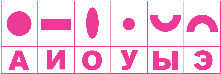 А И О У Ы Э